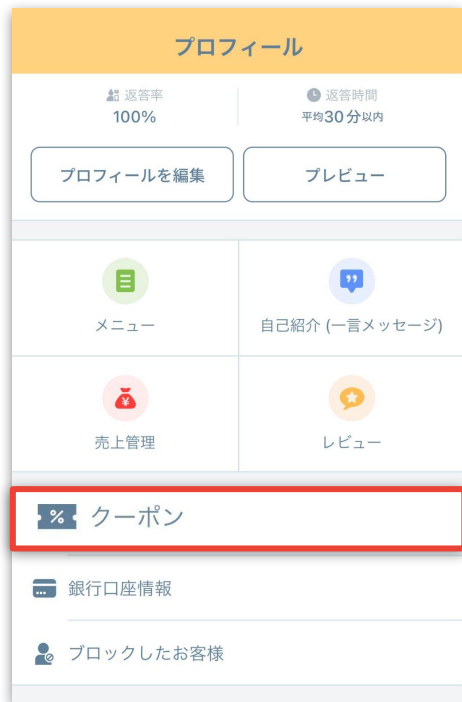 プロフィール
返答率
返答時間
100%
平均30分以内
プロフィールを編集
プレビュー
メニュー
自己紹介 (一言メッセージ)
売上管理
レビュー
クーポン
銀行口座情報
ブロックしたお客様